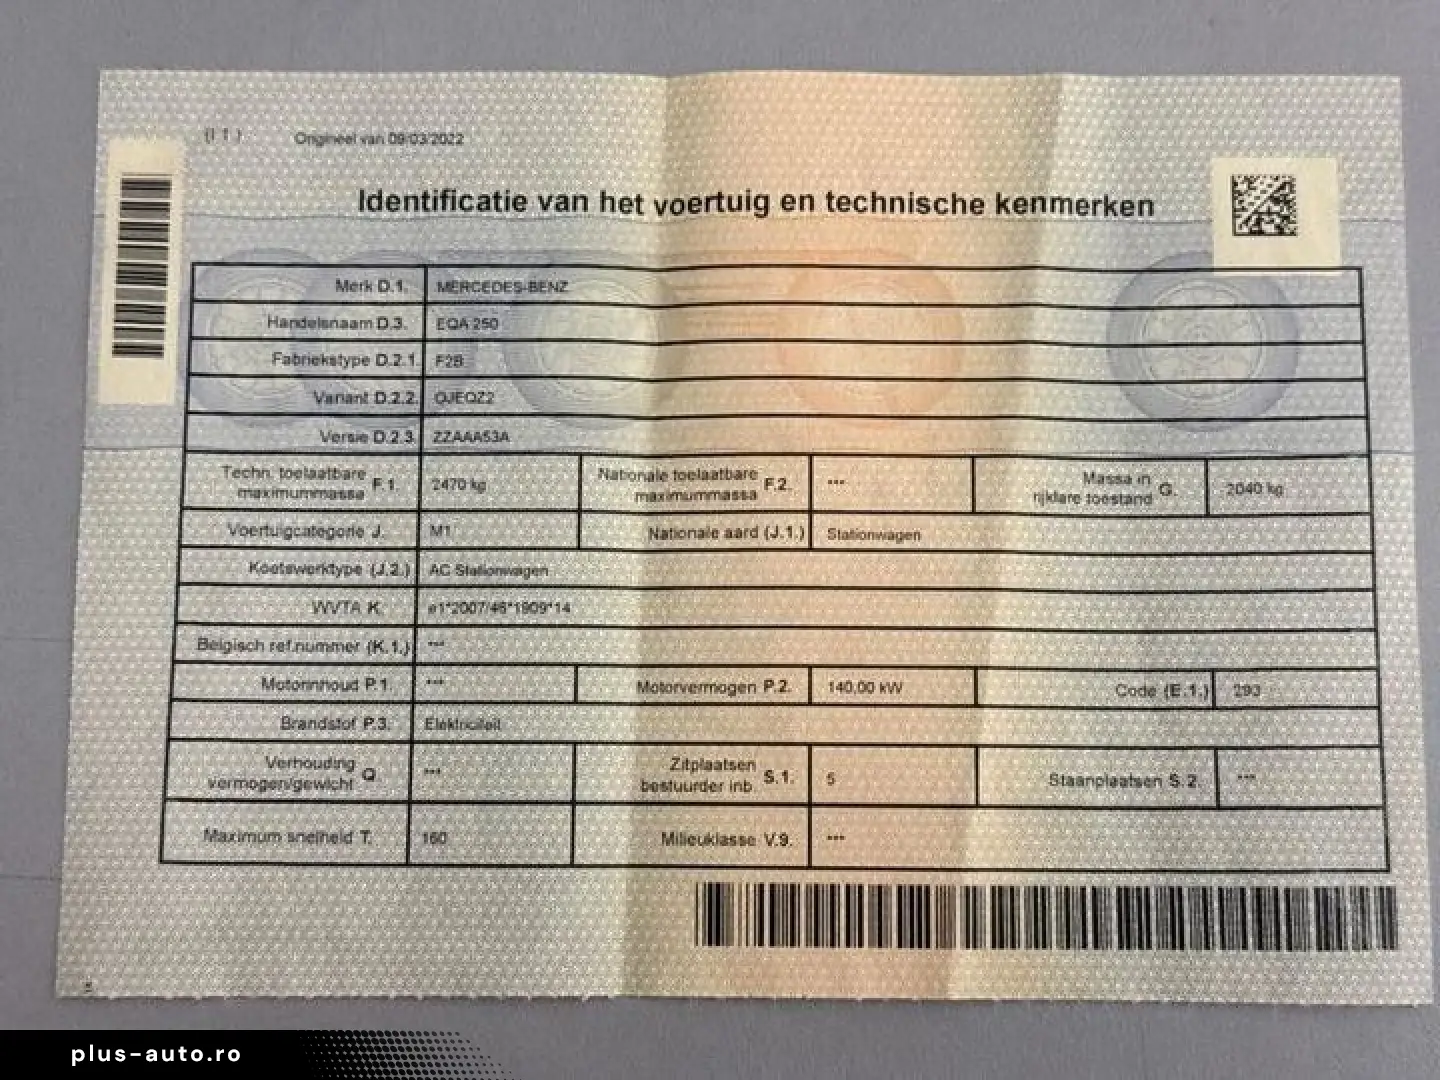 (I 1 ) Origineel van 09/03/2022
Identificatie van het voertuig en technische kenmerken
Merk D.1. MERCEDES-BENZ
Handelsnaam D.3. EQA 250
Fabriekstype D.2.1. F2B
Variant D.2.2.
Versie D.2.3. ZZAAA53A
Techn. toelaatbare maximummassa F.1. 2470 kg Nationale toelaatbare maximummassa F.2. *** Massa in rijklare toestand G. 2040 kg
Voertuigcategorie J. M1 Nationale aard (J.1.) Stationwagen
Koetswerktype (J.2.) AC Stationwagen
WVTA K. e1*2007/46*1909*14
Belgisch ref.nummer (K.1.) ***
Motorinhoud P.1. *** Motorvermogen P.2. 140,00 kW Code (E.1.) 293
Brandstof P.3. Elektriciteit
Verhouding vermogen/gewicht Q. *** Zitplaatsen bestuurder inb. S.1. 5 Staanplaatsen S.2. ***
Maximum snelheid T. 160 Milieuklasse V.9. ***
plus-auto.ro